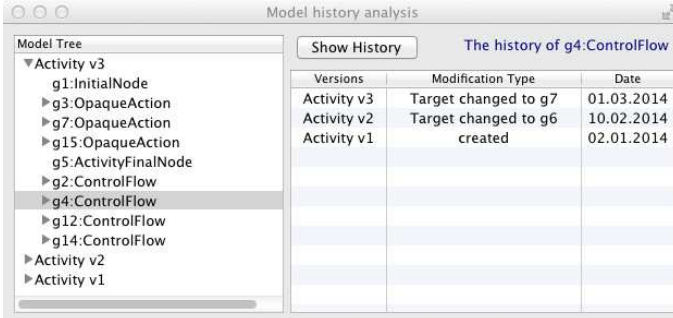 Model history analysis
Model Tree
Activity v3
g1:InitialNode
g3:OpaqueAction
g7:OpaqueAction
g15:OpaqueAction
g5:ActivityFinalNode
g2:ControlFlow
g4:ControlFlow
g12:ControlFlow
g14:ControlFlow
Activity v2
Activity v1
Show History The history of g4:ControlFlow
Versions Modification Type Date
Activity v3 Target changed to g7 01.03.2014
Activity v2 Target changed to g6 10.02.2014
Activity v1 created 02.01.2014